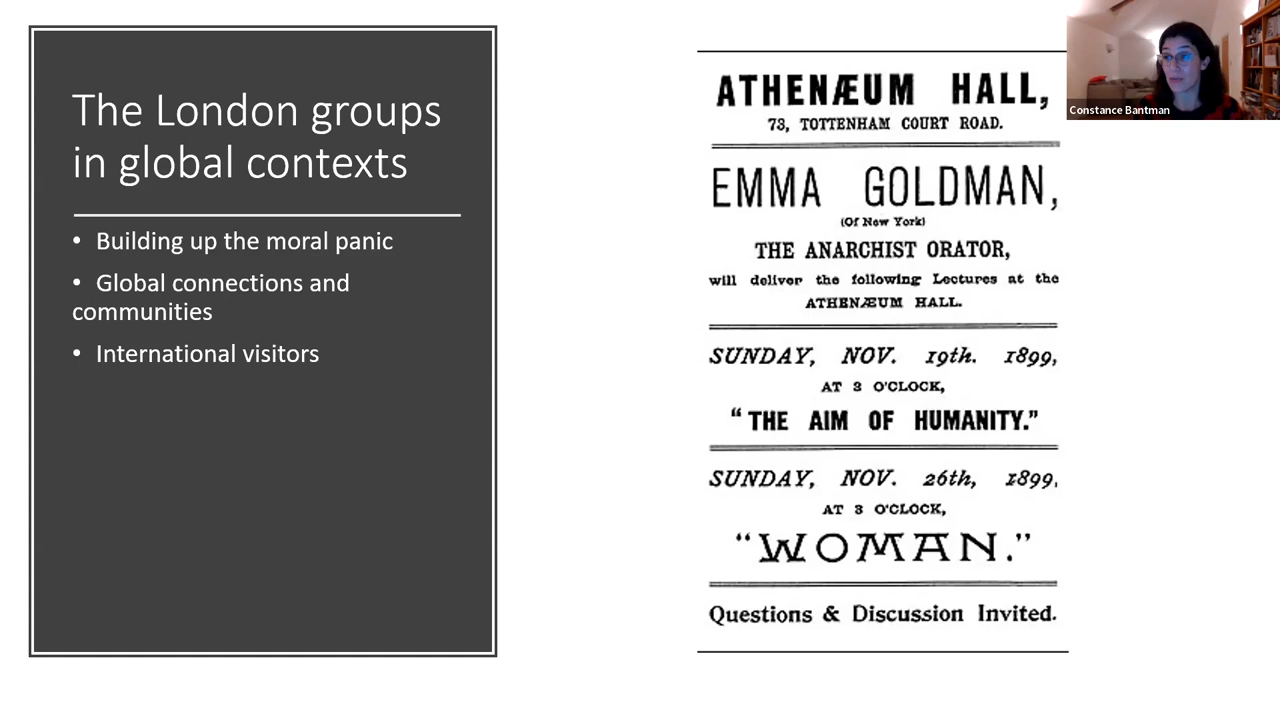 The London groups
in global contexts
• Building up the moral panic
• Global connections and
communities
• International visitors
ATHENÆUM HALL,
73, TOTTENHAM COURT ROAD.
EMMA GOLDMAN,
(Of New York)
THE ANARCHIST ORATOR,
will deliver the following Lectures at the
ATHENÆUM HALL.
SUNDAY, NOV. 19th. 1899,
AT 3 O'CLOCK,
“THE AIM OF HUMANITY.”
SUNDAY, NOV. 26th, 1899,
AT 3 O'CLOCK,
“WOMAN.”
Questions & Discussion Invited.
Constance Bantman